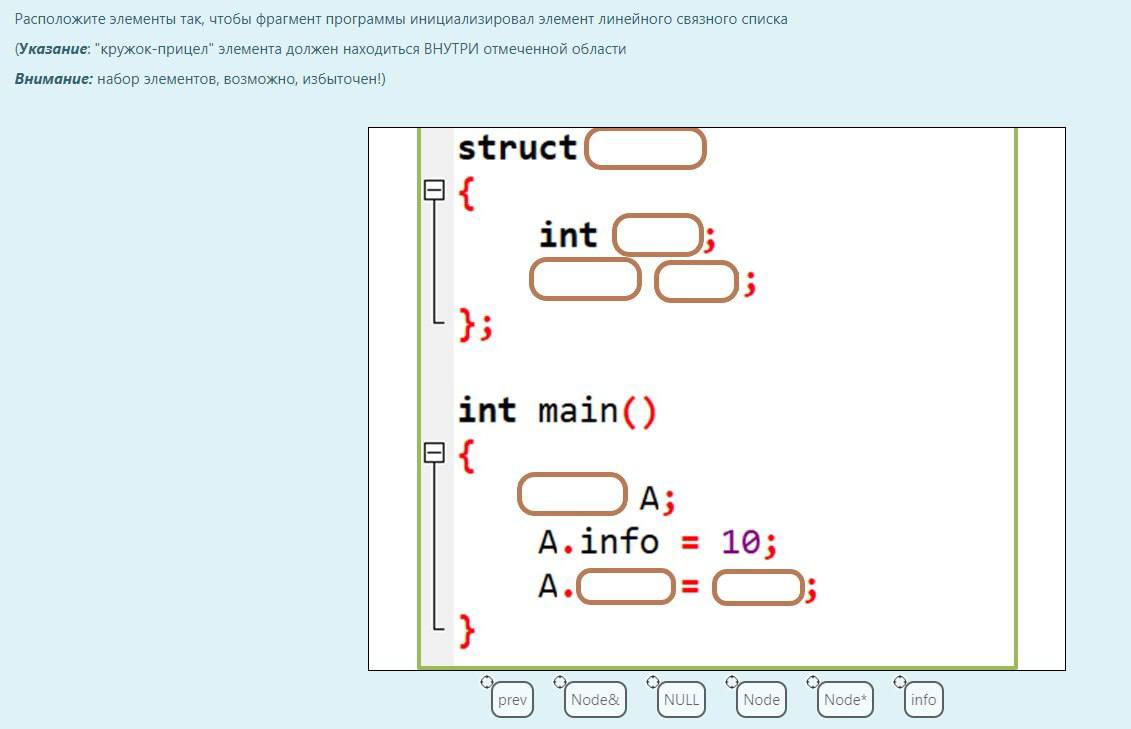 Расположите элементы так, чтобы фрагмент программы инициализировал элемент линейного связного списка
(Указание: "кружок-прицел" элемента должен находиться ВНУТРИ отмеченной области
Внимание: набор элементов, возможно, избыточен!)
struct
{
int ;
;
};
int main()
{
A;
A.info = 10;
A. = ;
}
prev Node& NULL Node Node* info